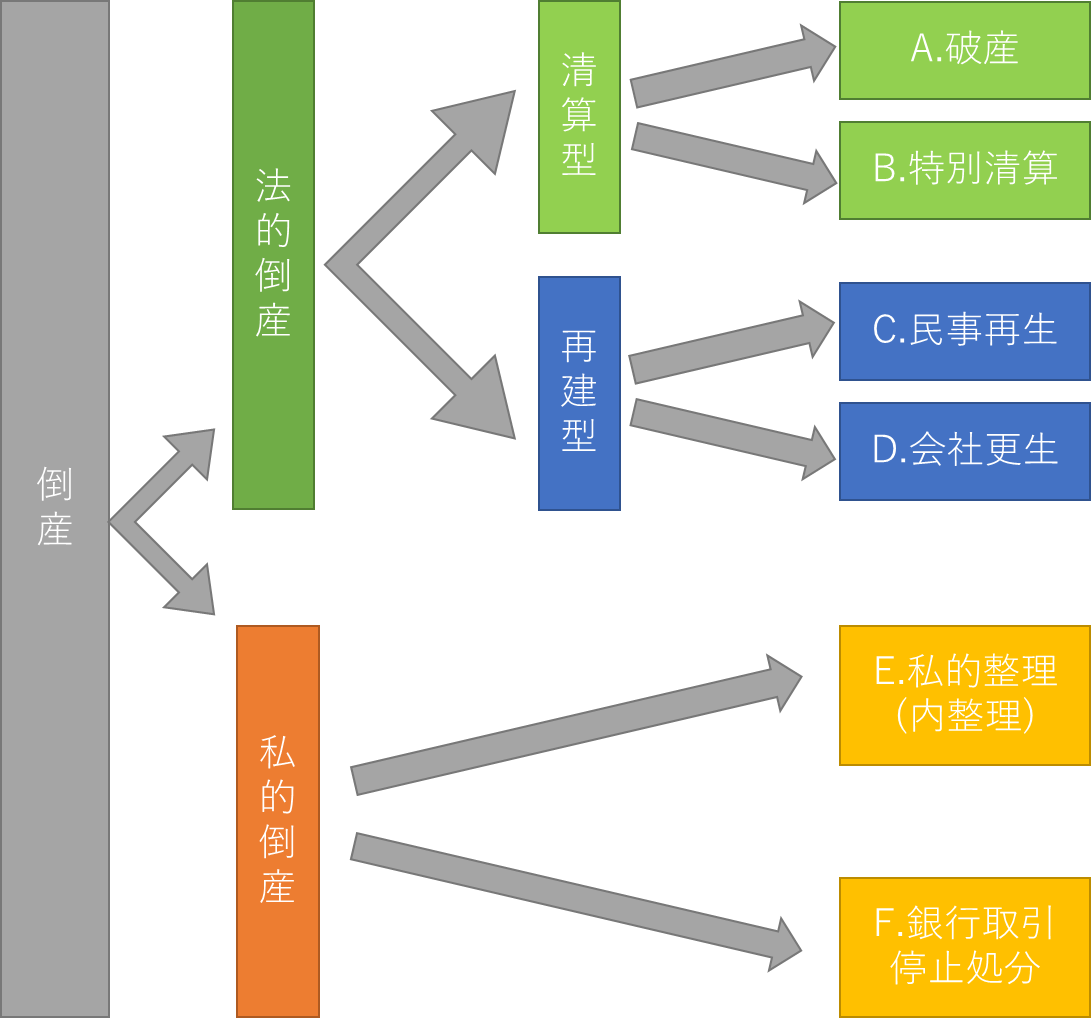 倒産
法的倒産
清算型
A.破産
B.特別清算
再建型
C.民事再生
D.会社更生
私的倒産
E.私的整理
(内整理)
F.銀行取引
停止処分